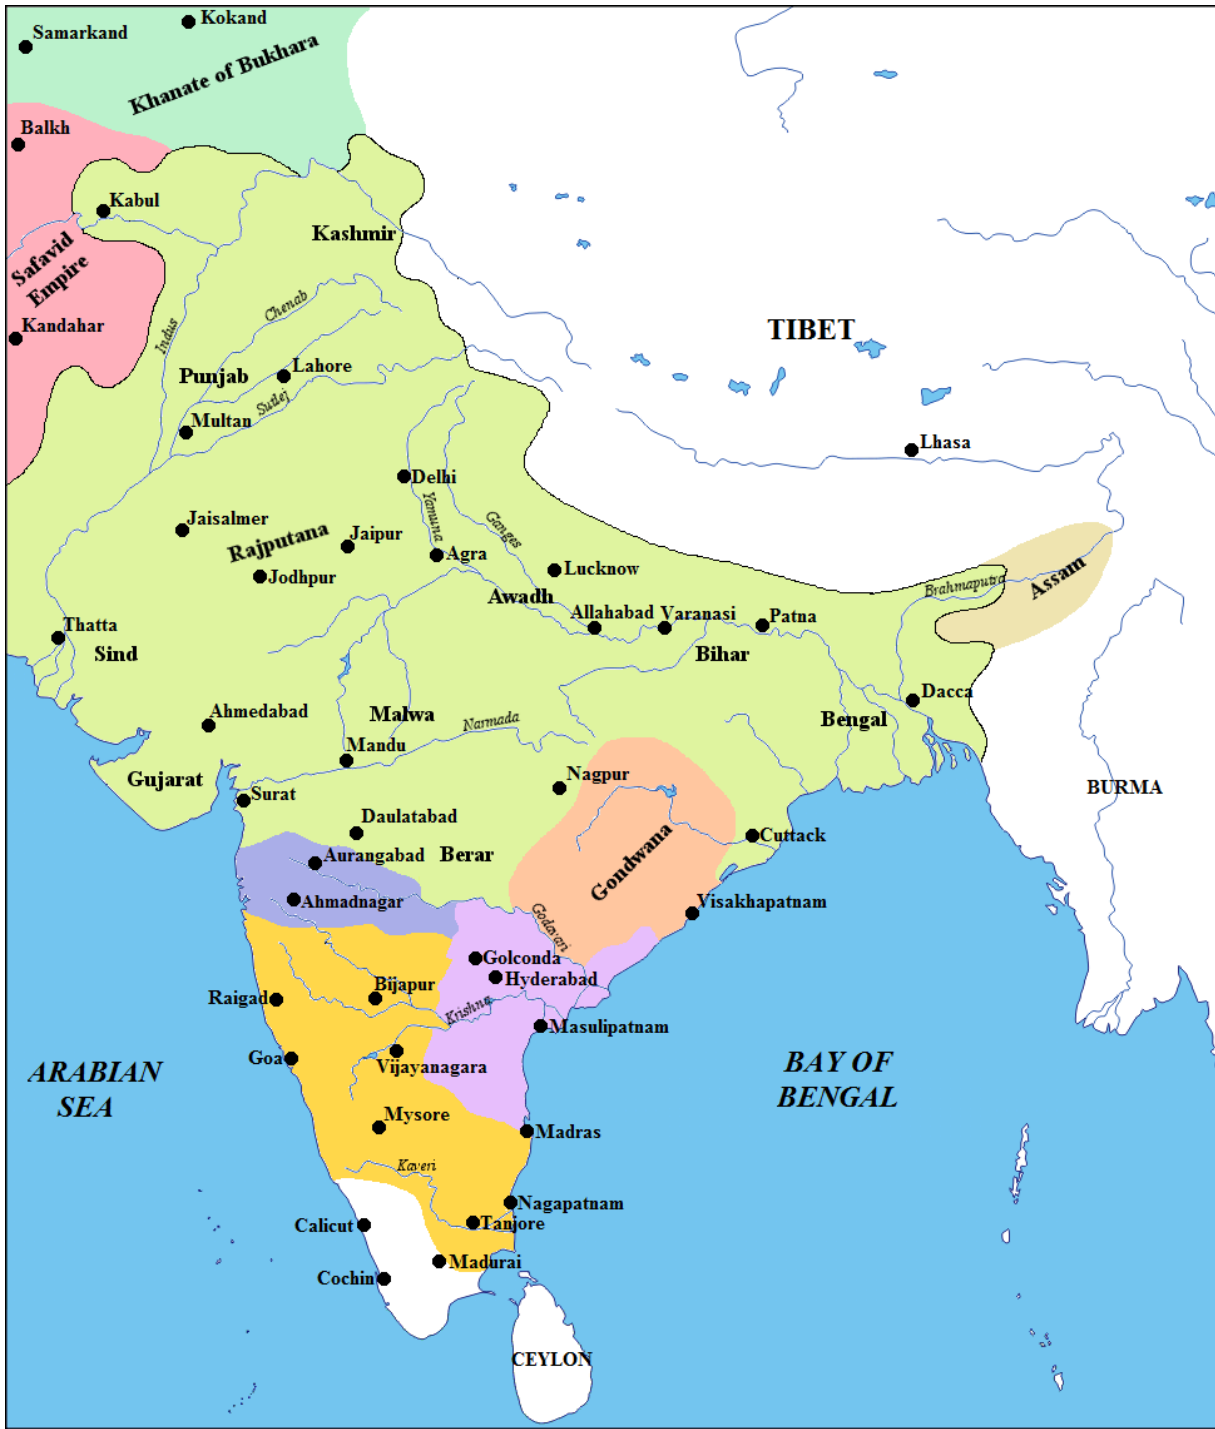 Kokand
Samarkand
Khanate of Bukhara
Balkh
Kabul
Kashmir
Safavid
Empire
Chenab
Indus
Kandahar
TIBET
Lahore
Punjab
Sutlej
Multan
Lhasa
Delhi
Yamuna
Ganges
Jaisalmer
Rajputana
Jaipur
Agra
Lucknow
Jodhpur
Awadh
Brahmaputra
Assam
Allahabad
Varanasi
Patna
Thatta
Sind
Bihar
Dacca
Ahmedabad
Malwa
Narmada
Bengal
Mandu
Gujarat
Nagpur
BURMA
Surat
Daulatabad
Cuttack
Aurangabad
Berar
Gondwana
Ahmadnagar
Visakhapatnam
Godavari
Golconda
Hyderabad
Bijapur
Raigad
Krishna
Masulipatnam
Goa
Vijayanagara
ARABIAN
SEA
BAY OF
BENGAL
Mysore
Madras
Kaveri
Nagapatnam
Calicut
Tanjore
Madurai
Cochin
CEYLON